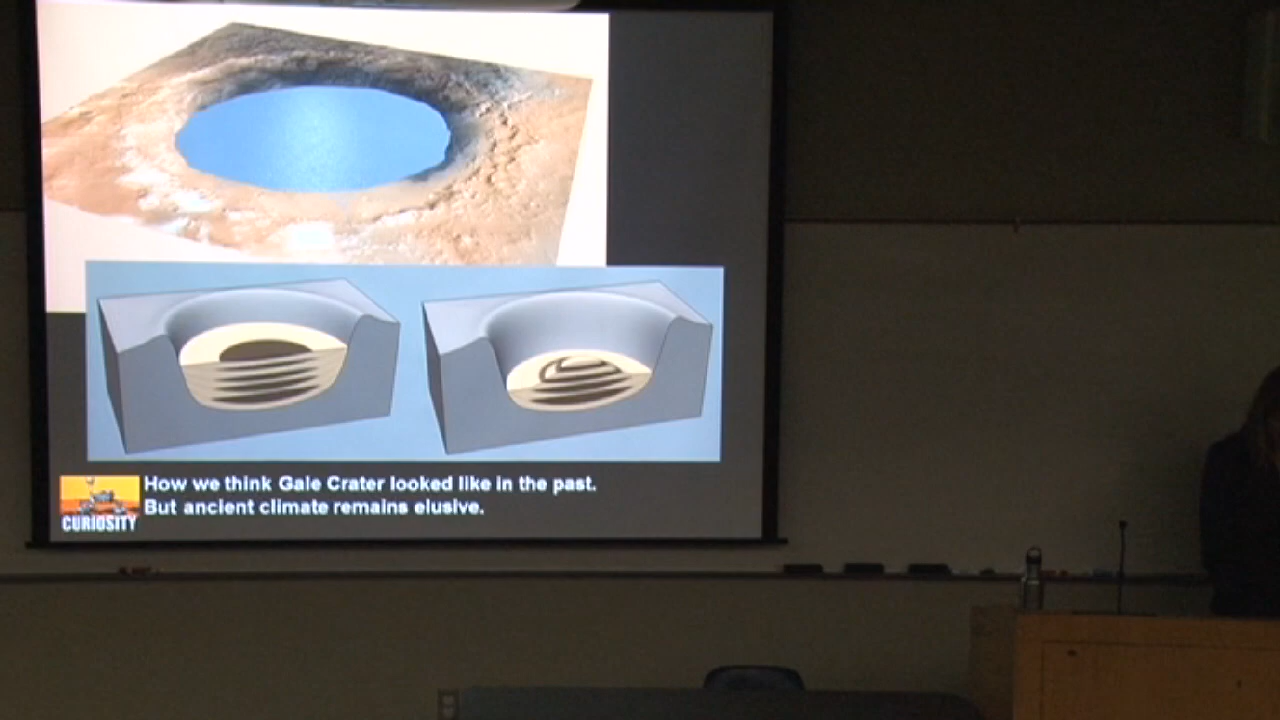 How we think Gale Crater looked like in the past.
But ancient climate remains elusive.
CURIOSITY